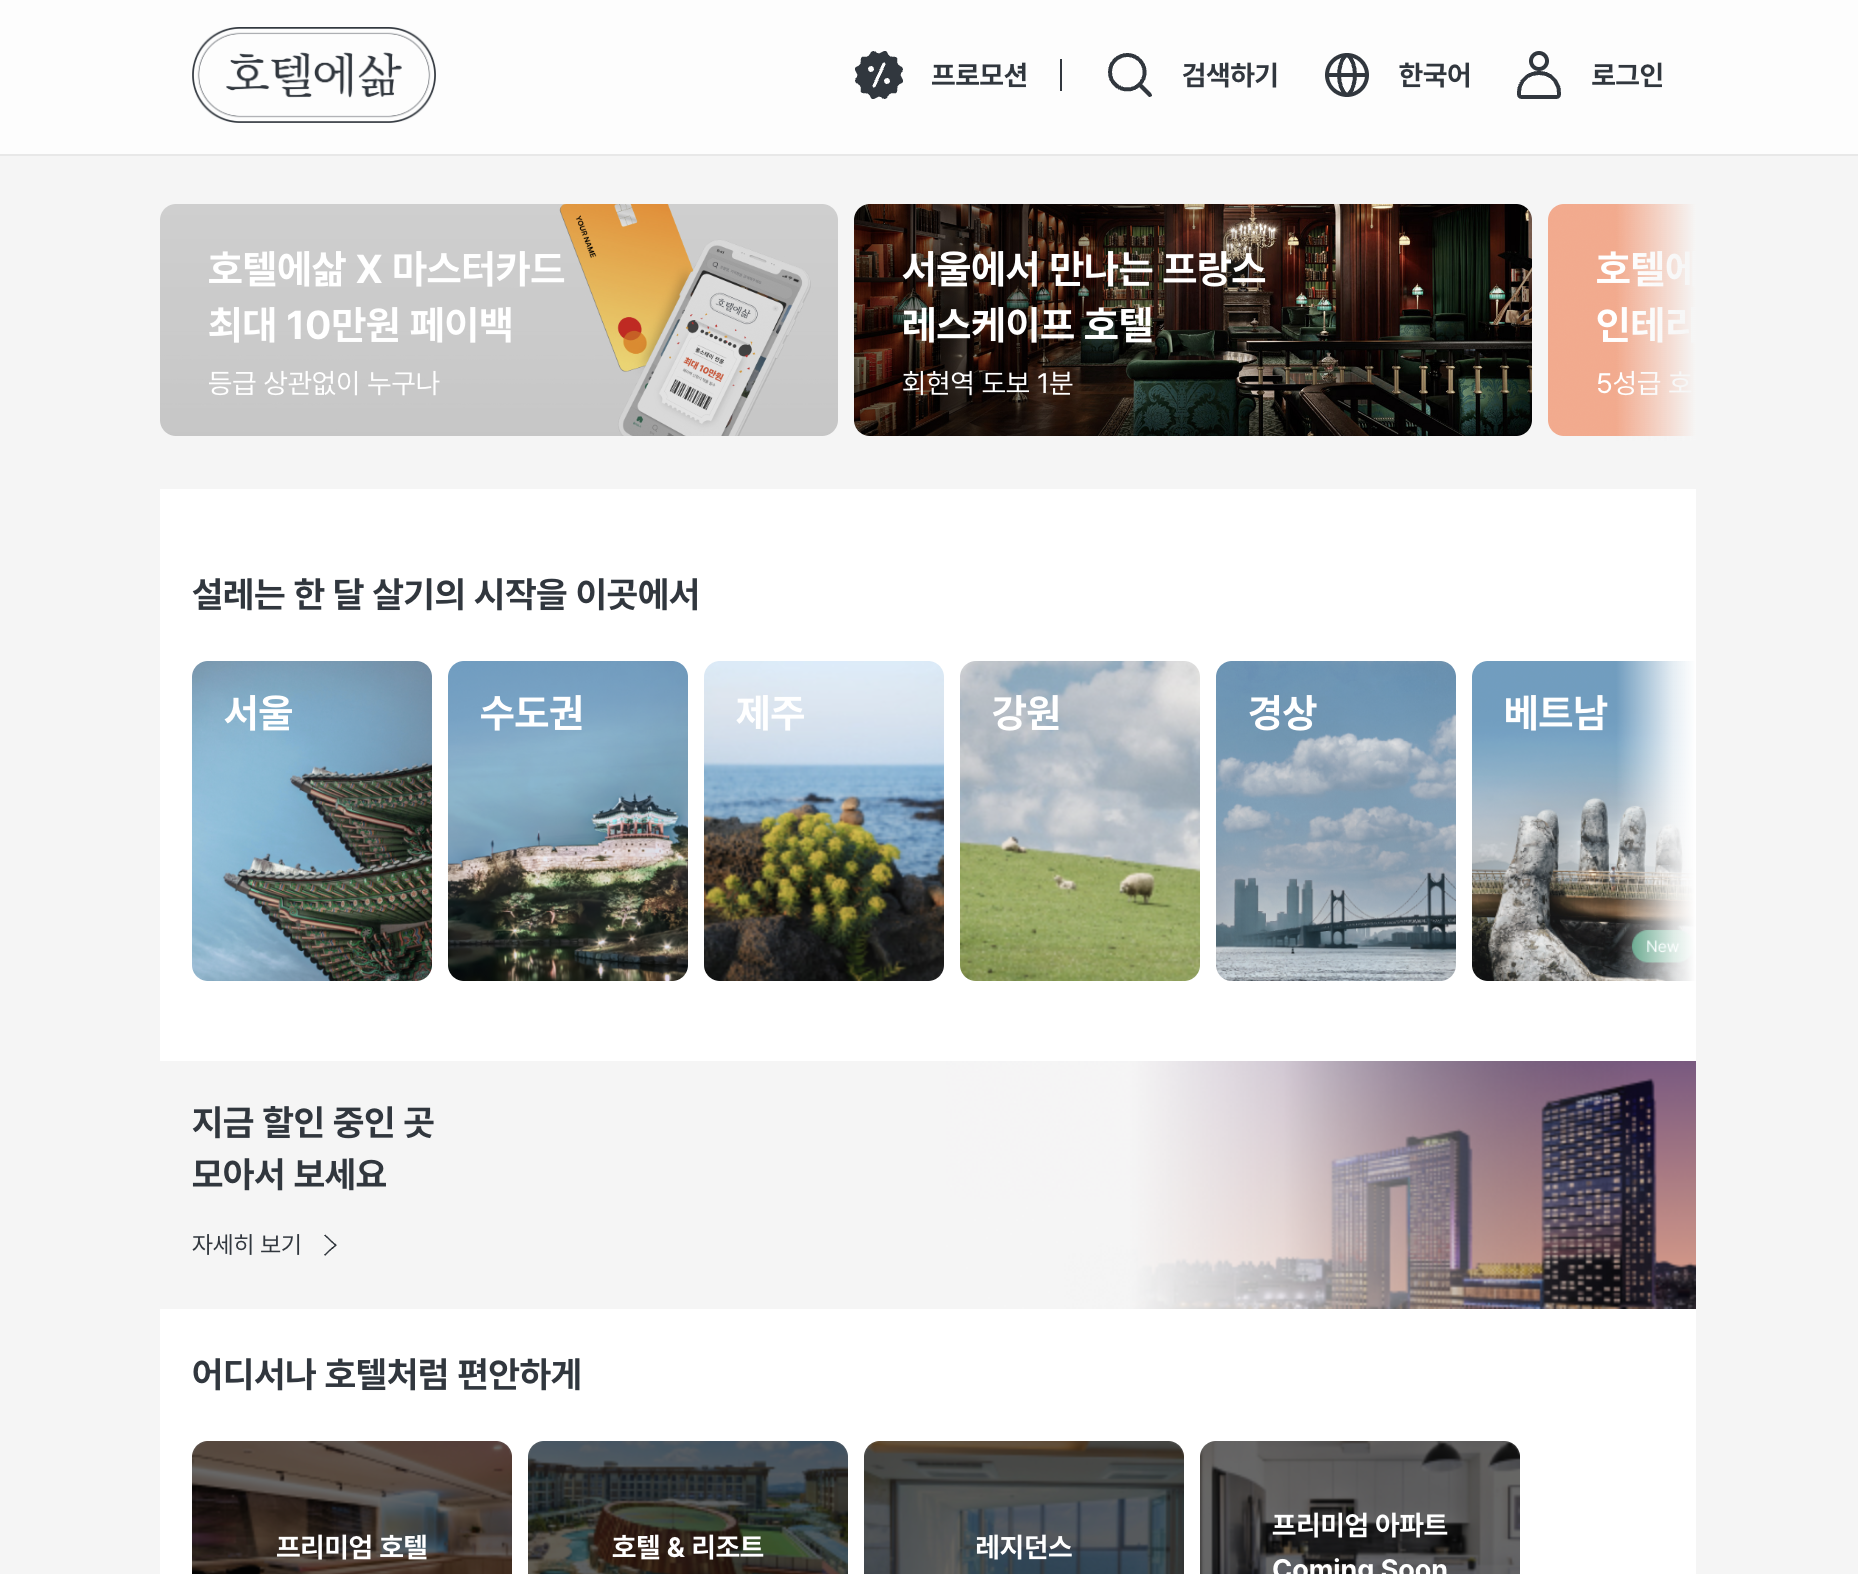 호텔에삶
프로모션
검색하기
한국어
로그인
호텔에삶 X 마스터카드
최대 10만원 페이백
등급 상관없이 누구나
YOUR NAME
호텔에삶
최대 10만원
서울에서 만나는 프랑스
레스케이프 호텔
회현역 도보 1분
호텔에
인테리
5성급 호
설레는 한 달 살기의 시작을 이곳에서
서울
수도권
제주
강원
경상
베트남
New
지금 할인 중인 곳
모아서 보세요
자세히 보기
어디서나 호텔처럼 편안하게
프리미엄 호텔
호텔 & 리조트
레지던스
프리미엄 아파트
Coming Soon